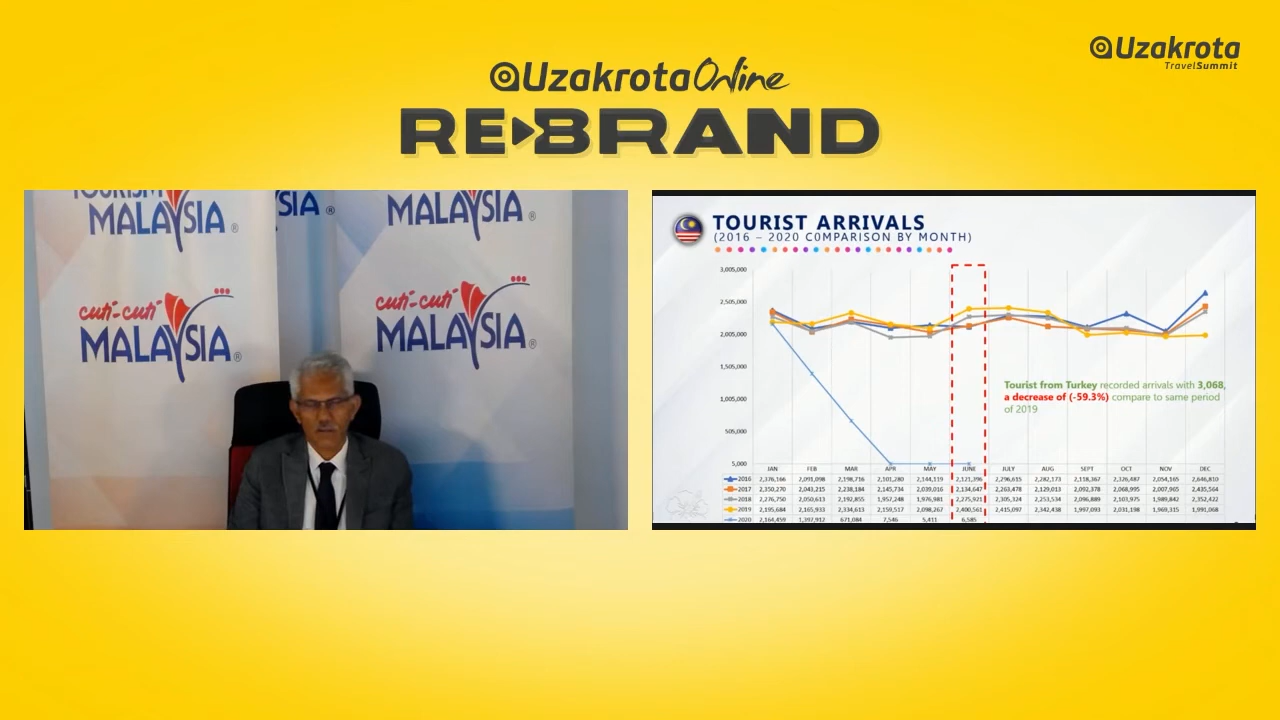 Uzakrota
TravelSummit
UzakrotaOnline
REBRAND
TOURISM
MALAYSIA ®
SIA ®
MALAYSIA ®
cuti-cuti
MALAYSIA ®
cuti-cuti
MALAYSIA ®
TOURIST ARRIVALS
(2016 – 2020 COMPARISON BY MONTH)
3,005,000
2,505,000
2,005,000
1,505,000
1,005,000
505,000
5,000
Tourist from Turkey recorded arrivals with 3,068,
a decrease of (-59.3%) compare to same period
of 2019
JAN FEB MAR APR MAY JUNE JULY AUG SEPT OCT NOV DEC
2016 2,376,166 2,091,098 2,198,716 2,101,280 2,144,119 2,121,396 2,296,615 2,282,173 2,118,367 2,326,487 2,054,165 2,646,810
2017 2,350,270 2,043,215 2,238,184 2,145,734 2,039,016 2,134,647 2,263,478 2,129,013 2,092,378 2,068,995 2,007,965 2,435,564
2018 2,276,750 2,050,613 2,192,855 1,957,248 1,976,981 2,275,921 2,305,324 2,253,534 2,096,889 2,103,975 1,989,842 2,352,422
2019 2,195,684 2,165,933 2,334,613 2,159,517 2,098,267 2,400,561 2,415,097 2,342,438 1,997,093 2,031,198 1,969,315 1,991,068
2020 2,164,459 1,397,912 671,084 7,546 5,411 6,585